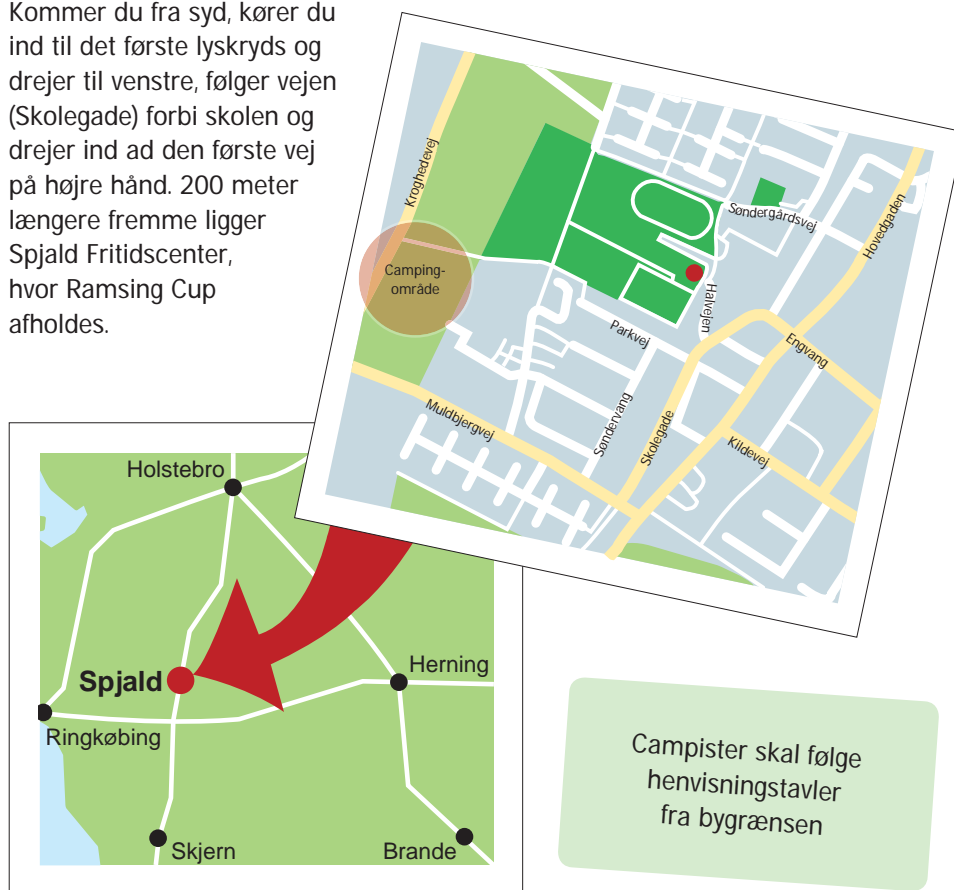 Kommer du fra syd, kører du
ind til det første lyskryds og
drejer til venstre, følger vejen
(Skolegade) forbi skolen og
drejer ind ad den første vej
på højre hånd. 200 meter
længere fremme ligger
Spjald Fritidscenter,
hvor Ramsing Cup
afholdes.
Kroghedevej
Camping-
område
Søndergårdsvej
Hovedgaden
Halvejen
Parkvej
Engvang
Muldbjergvej
Søndervang
Skolegade
Kildevej
Holstebro
Spjald
Herning
Ringkøbing
Skjern
Brande
Campister skal følge
henvisningstavler
fra bygrænsen